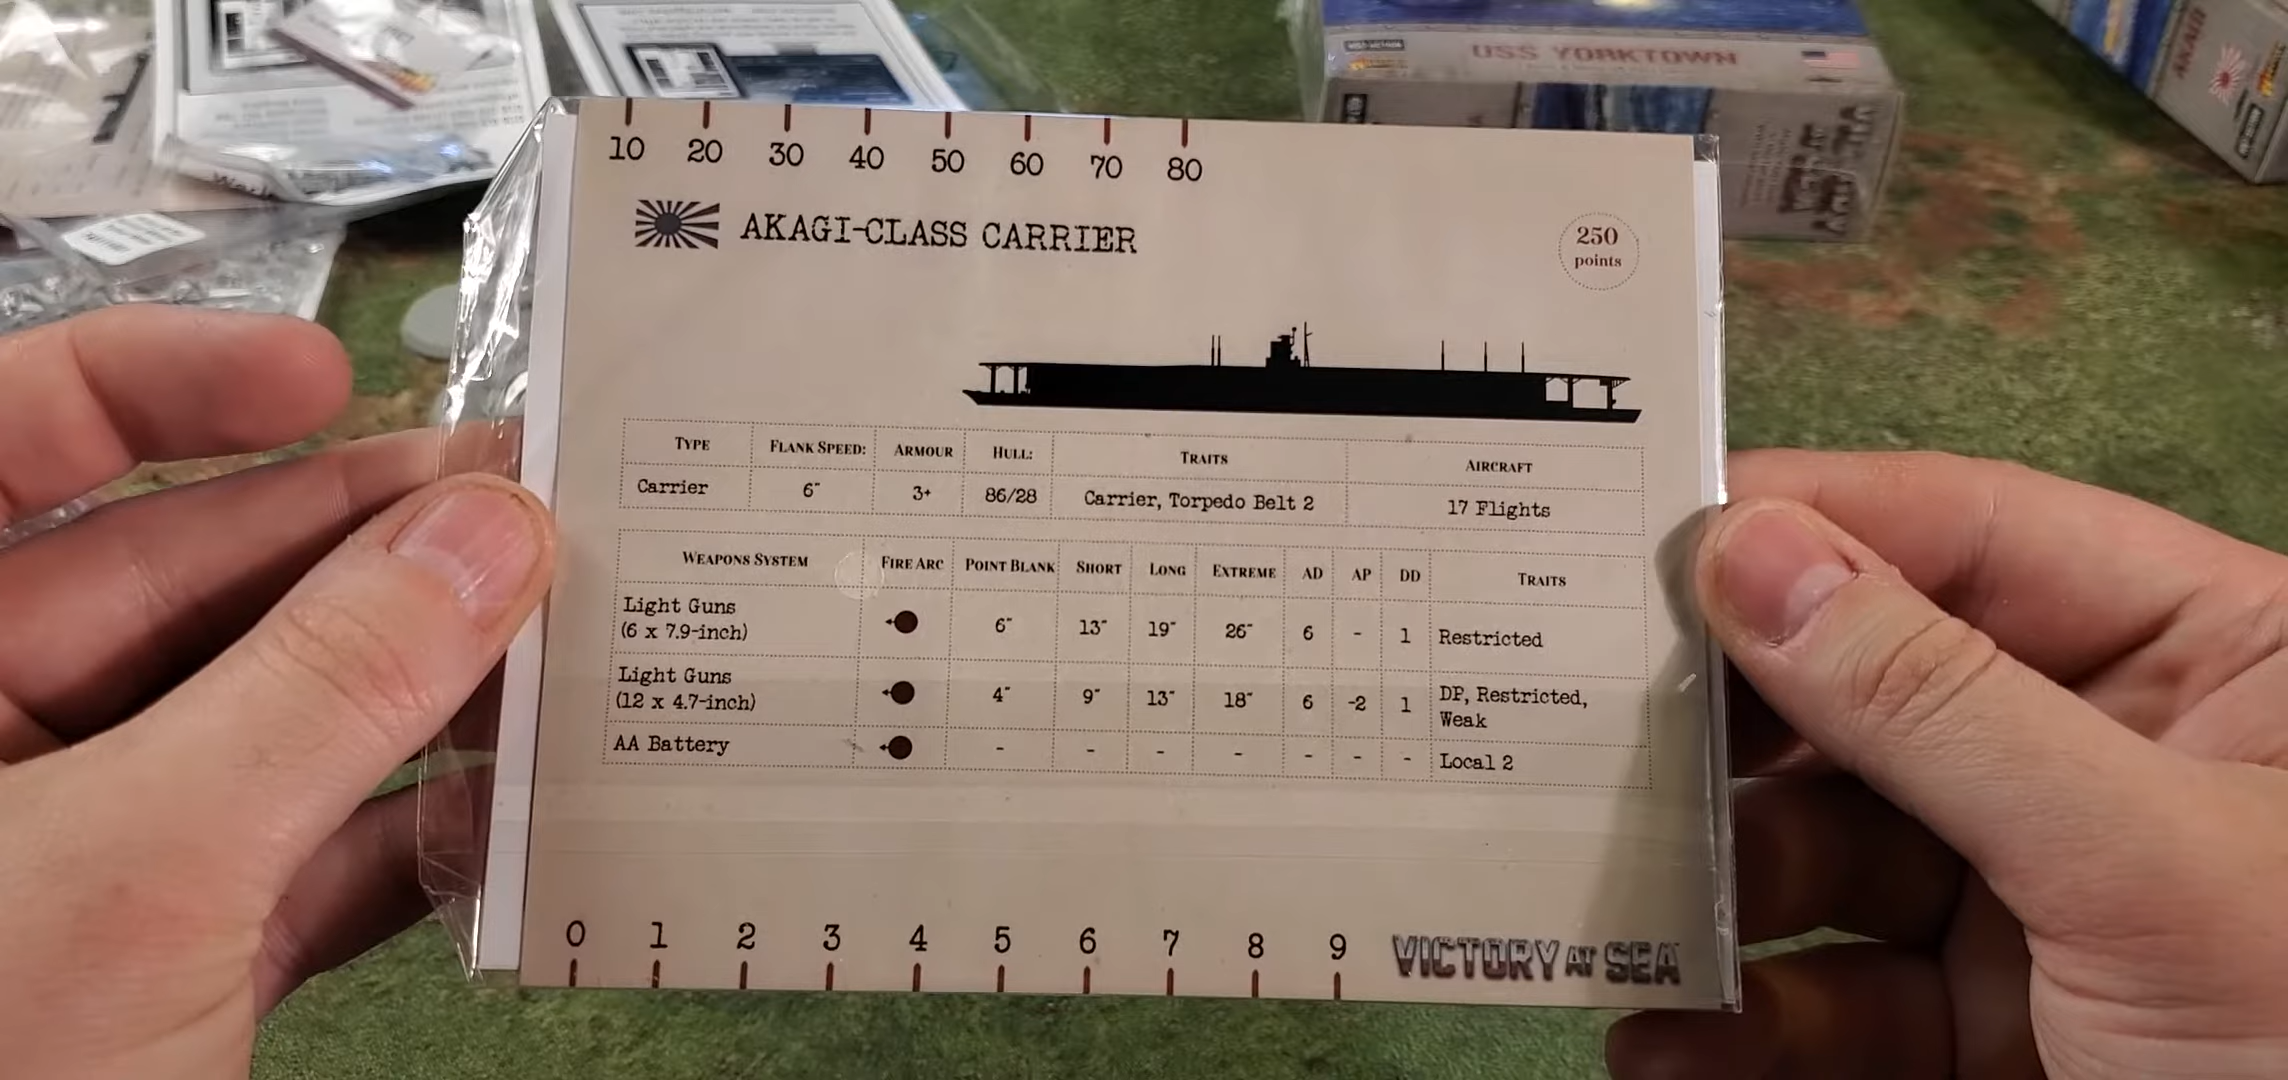 USS YORKTOWN
AKAGI
10 20 30 40 50 60 70 80
AKAGI-CLASS CARRIER
250
points
TYPE FLANK SPEED: ARMOUR HULL: TRAITS AIRCRAFT
Carrier 6" 3+ 86/28 Carrier, Torpedo Belt 2 17 Flights
WEAPONS SYSTEM FIRE ARC POINT BLANK SHORT LONG EXTREME AD AP DD TRAITS
Light Guns
(6 x 7.9-inch) 6" 13" 19" 26" 6 - 1 Restricted
Light Guns
(12 x 4.7-inch) 4" 9" 13" 18" 6 -2 1 DP, Restricted,
Weak
AA Battery - - - - - - - Local 2
0 1 2 3 4 5 6 7 8 9
VICTORY AT SEA